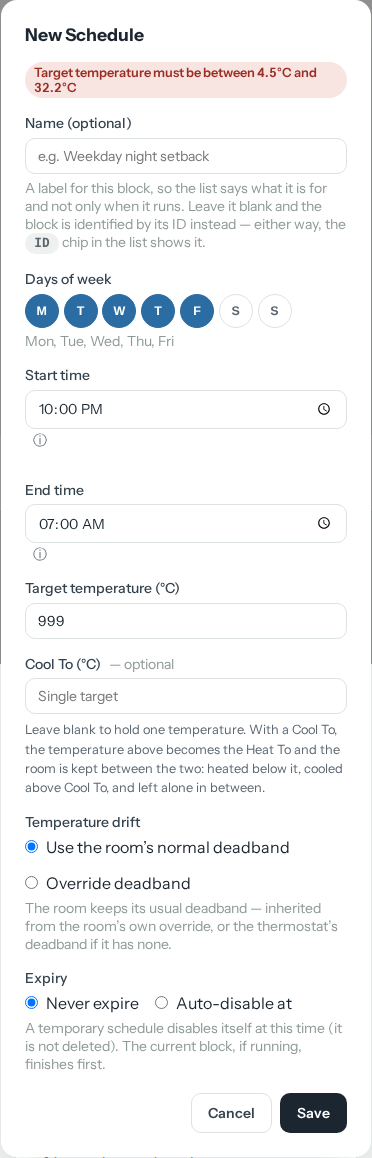 New Schedule
Target temperature must be between 4.5°C and
32.2°C
Name (optional)
e.g. Weekday night setback
A label for this block, so the list says what it is for
and not only when it runs. Leave it blank and the
block is identified by its ID instead — either way, the
ID chip in the list shows it.
Days of week
M T W T F S S
Mon, Tue, Wed, Thu, Fri
Start time
10:00 PM
ⓘ
End time
07:00 AM
ⓘ
Target temperature (°C)
999
Cool To (°C) — optional
Single target
Leave blank to hold one temperature. With a Cool To,
the temperature above becomes the Heat To and the
room is kept between the two: heated below it, cooled
above Cool To, and left alone in between.
Temperature drift
Use the room's normal deadband
Override deadband
The room keeps its usual deadband — inherited
from the room's own override, or the thermostat's
deadband if it has none.
Expiry
Never expire Auto-disable at
A temporary schedule disables itself at this time (it
is not deleted). The current block, if running,
finishes first.
Cancel Save